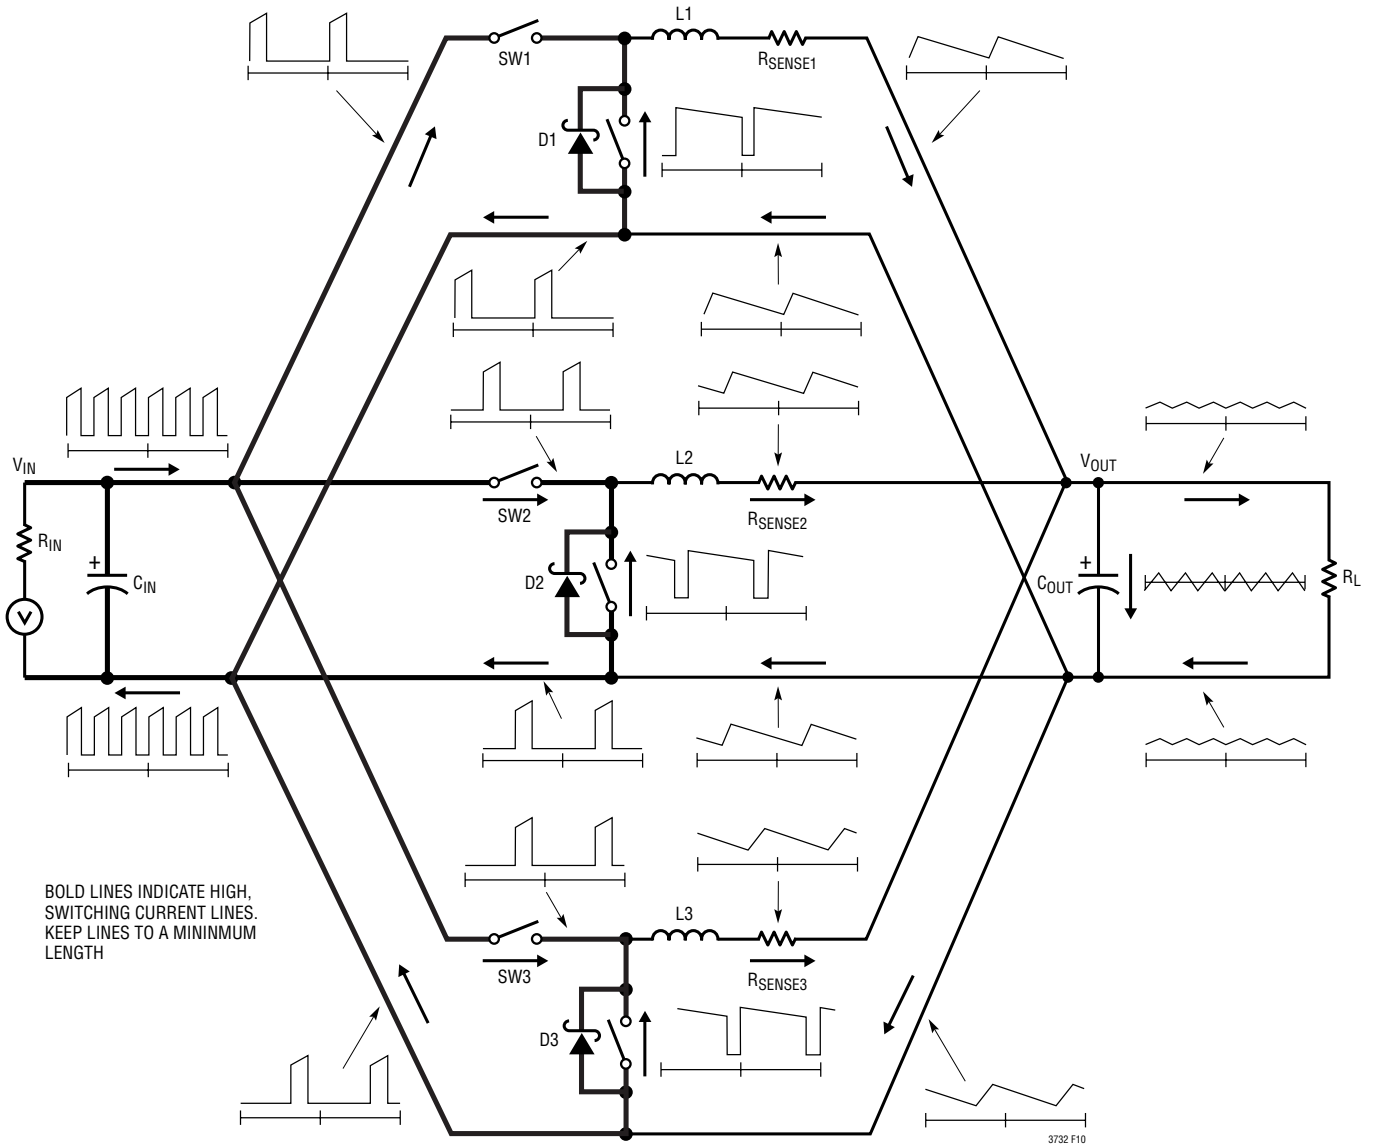 L1
SW1
RSENSE1
D1
VIN
L2
VOUT
SW2
RSENSE2
RIN
+
CIN
D2
+
COUT
RL
V
BOLD LINES INDICATE HIGH,
SWITCHING CURRENT LINES.
KEEP LINES TO A MININMUM
LENGTH
L3
SW3
RSENSE3
D3
3732 F10